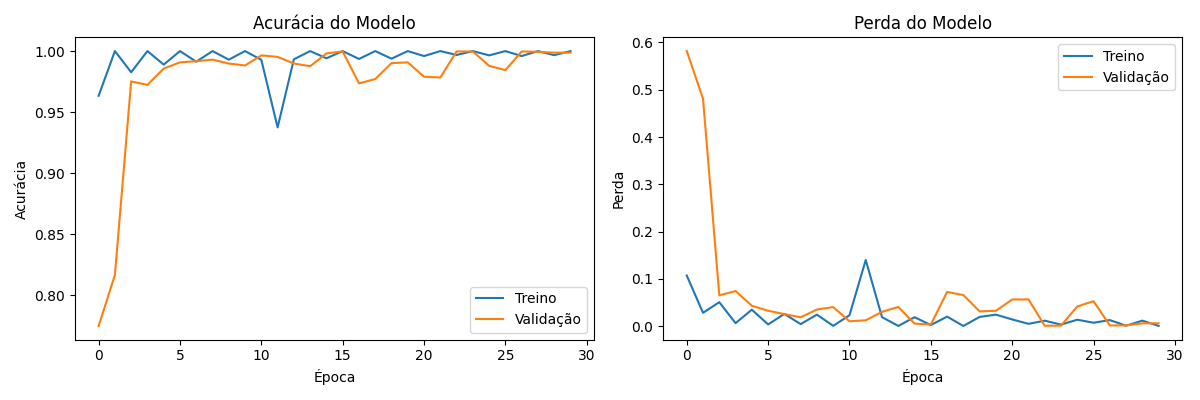 Acurácia do Modelo
Acurácia
1.00
0.95
0.90
0.85
0.80
Treino
Validação
0 5 10 15 20 25 30
Época
Perda do Modelo
Perda
0.6
0.5
0.4
0.3
0.2
0.1
0.0
Treino
Validação
0 5 10 15 20 25 30
Época